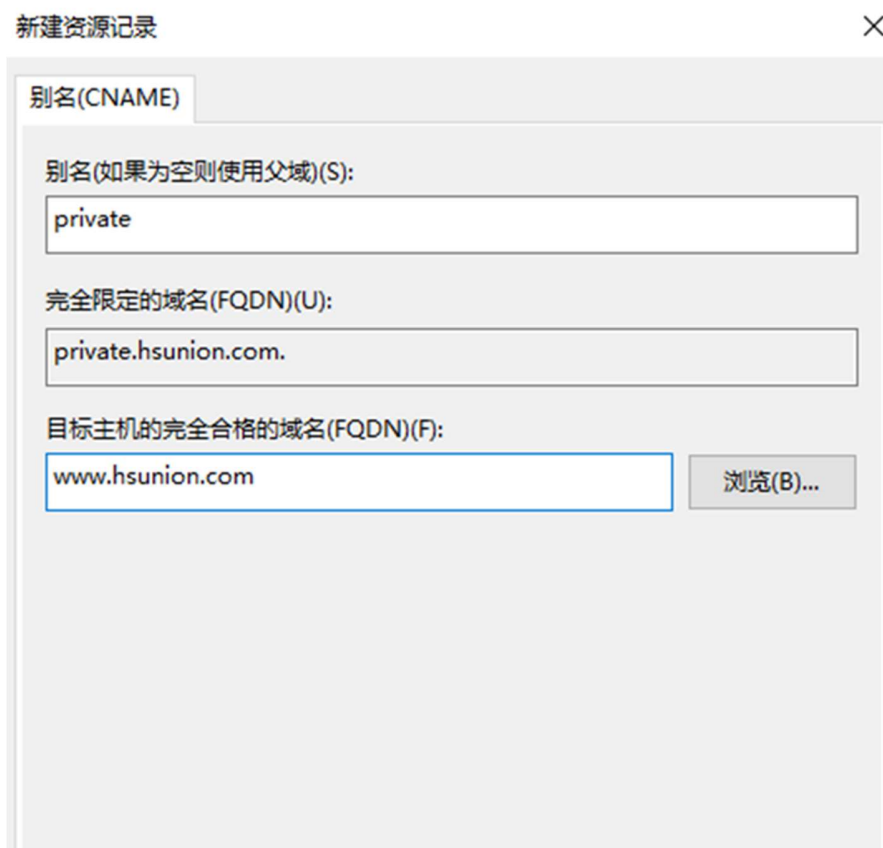 新建资源记录
别名(CNAME)
别名(如果为空则使用父域)(S):
private
完全限定的域名(FQDN)(U):
private.hsunion.com.
目标主机的完全合格的域名(FQDN)(F):
www.hsunion.com
浏览(B)...